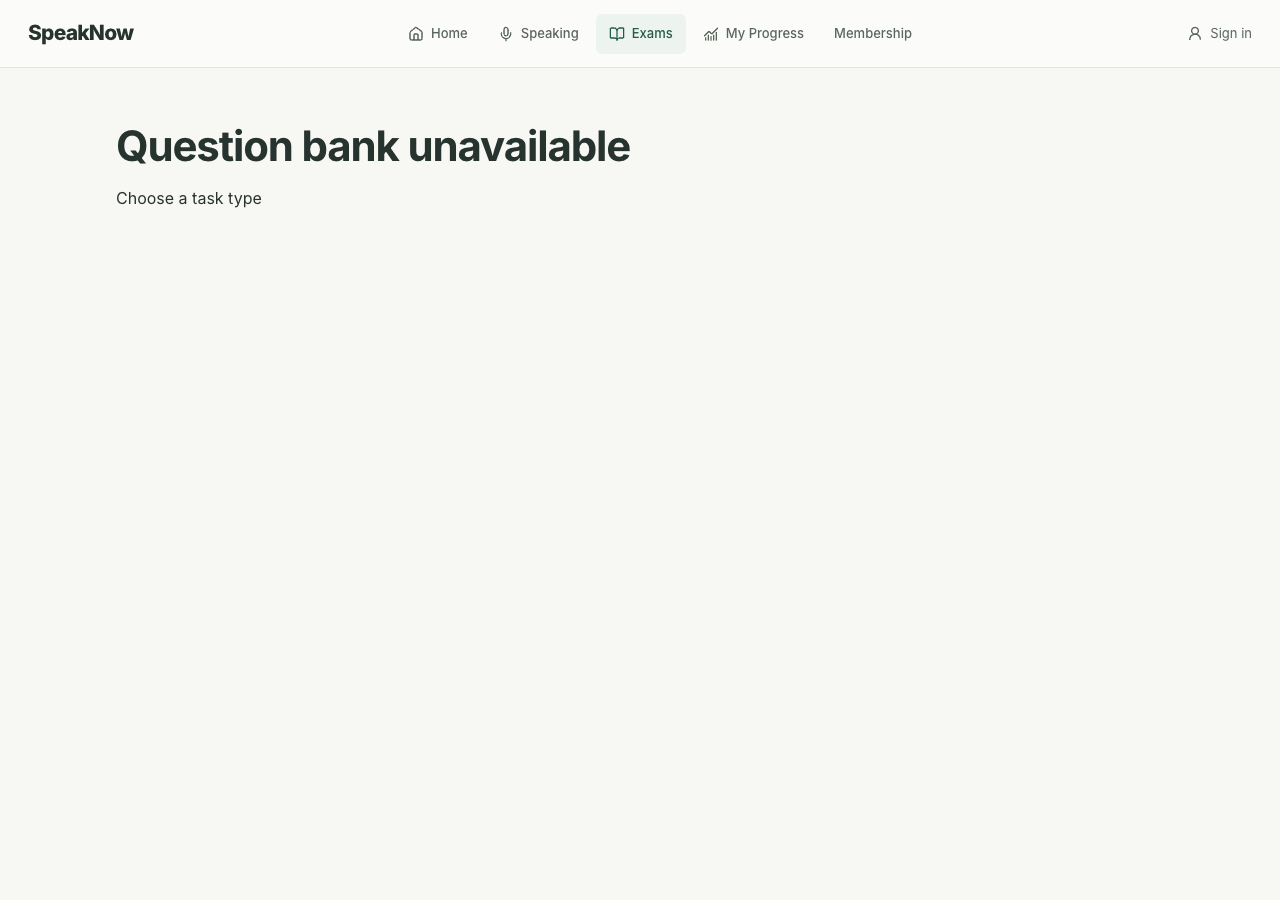 SpeakNow
Home
Speaking
Exams
My Progress
Membership
Sign in
Question bank unavailable
Choose a task type